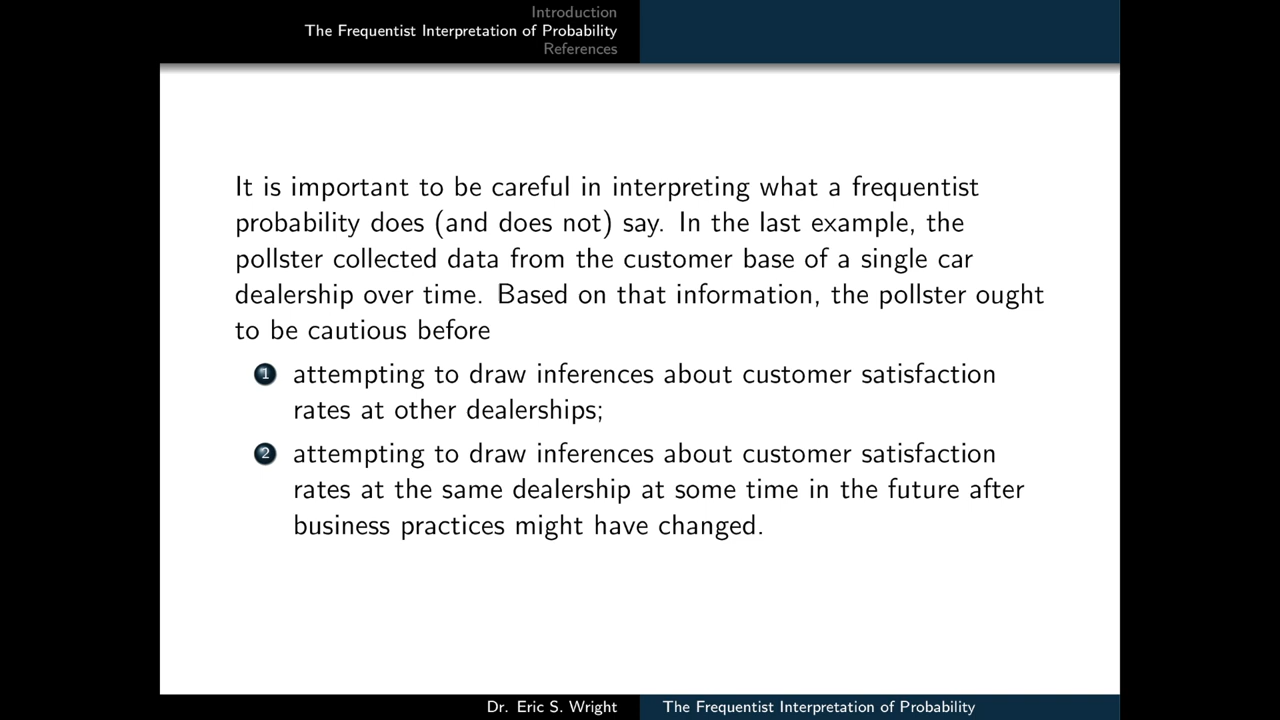 Introduction
The Frequentist Interpretation of Probability
References
It is important to be careful in interpreting what a frequentist
probability does (and does not) say. In the last example, the
pollster collected data from the customer base of a single car
dealership over time. Based on that information, the pollster ought
to be cautious before
1 attempting to draw inferences about customer satisfaction
rates at other dealerships;
2 attempting to draw inferences about customer satisfaction
rates at the same dealership at some time in the future after
business practices might have changed.
Dr. Eric S. Wright The Frequentist Interpretation of Probability